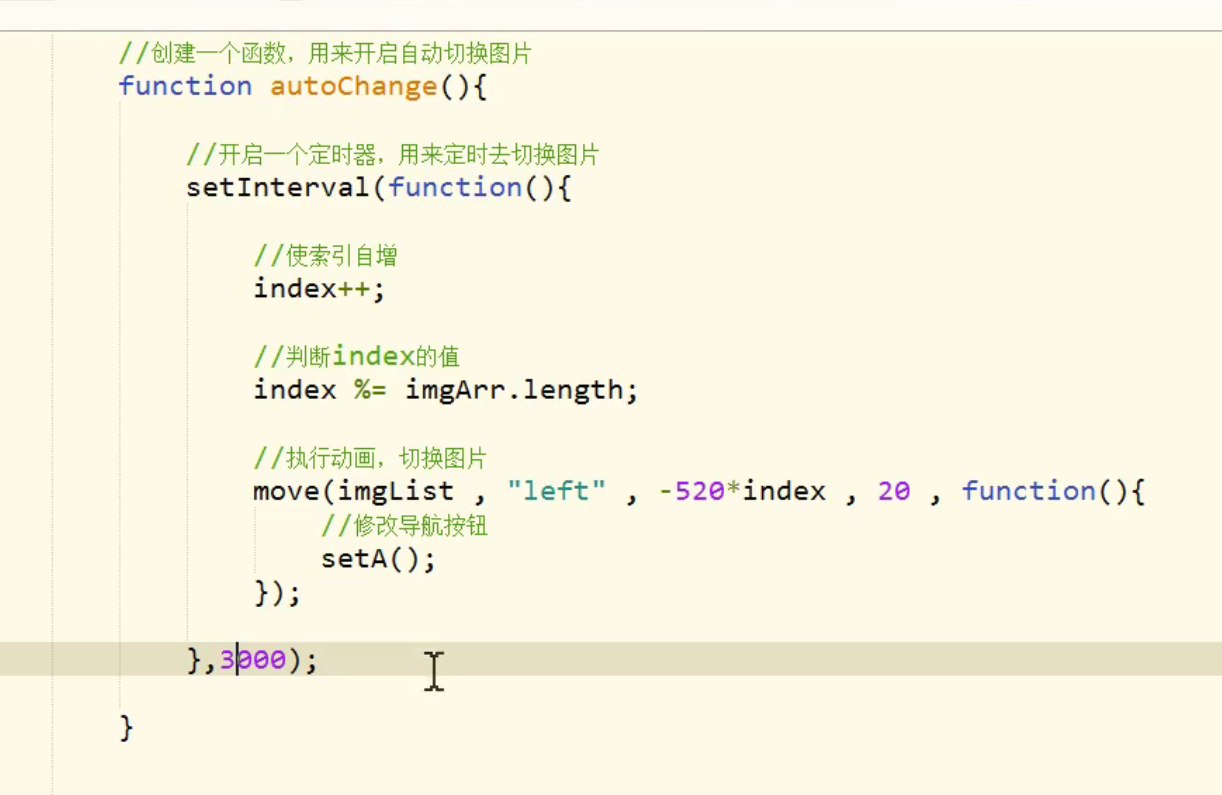 //创建一个函数，用来开启自动切换图片
function autoChange(){
//开启一个定时器，用来定时去切换图片
setInterval(function(){
//使索引自增
index++;
//判断index的值
index %= imgArr.length;
//执行动画，切换图片
move(imgList , "left" , -520*index , 20 , function(){
//修改导航按钮
setA();
});
},3000);
}